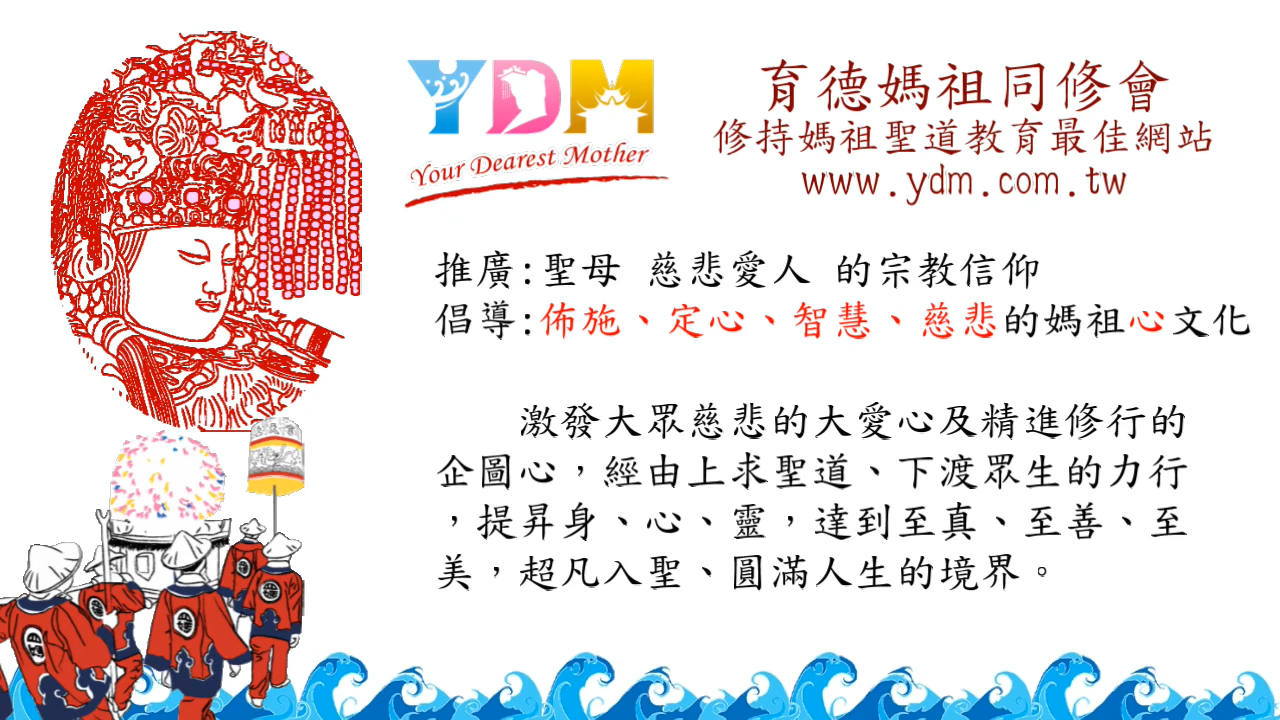 YDM
Your Dearest Mother
育德媽祖同修會
修持媽祖聖道教育最佳網站
www.ydm.com.tw
推廣:聖母 慈悲愛人 的宗教信仰
倡導:佈施、定心、智慧、慈悲的媽祖心文化
激發大眾慈悲的大愛心及精進修行的
企圖心，經由上求聖道、下渡眾生的力行
，提昇身、心、靈，達到至真、至善、至
美，超凡入聖、圓滿人生的境界。